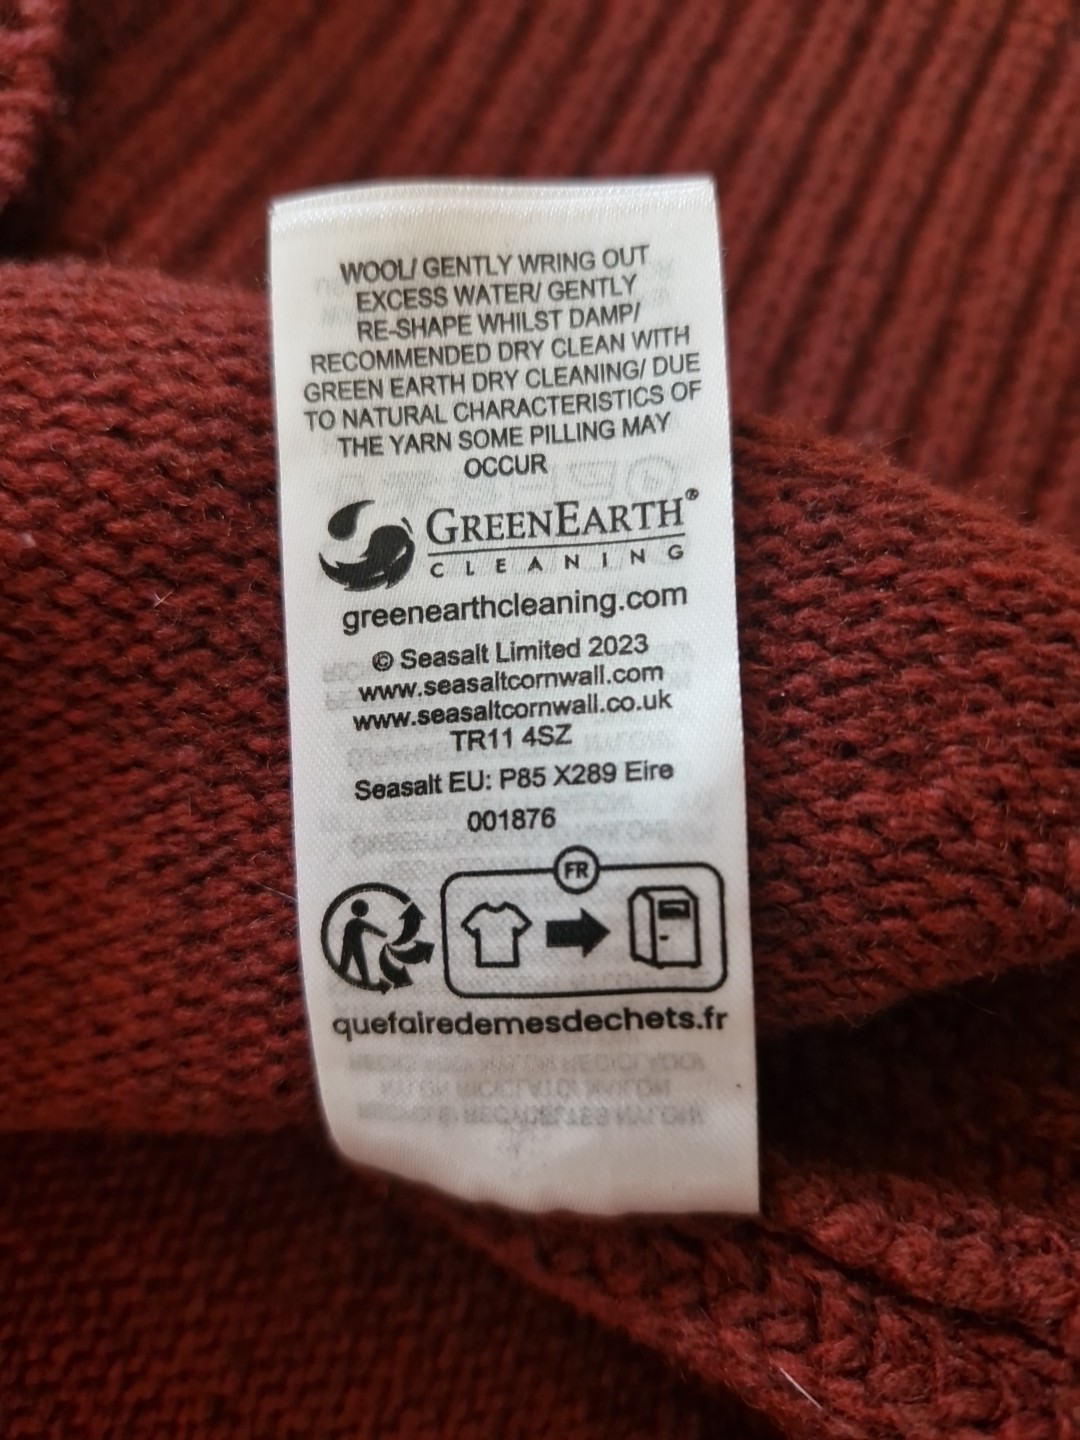 WOOL/ GENTLY WRING OUT
EXCESS WATER/ GENTLY
RE-SHAPE WHILST DAMP/
RECOMMENDED DRY CLEAN WITH
GREEN EARTH DRY CLEANING/ DUE
TO NATURAL CHARACTERISTICS OF
THE YARN SOME PILLING MAY
OCCUR
GREENEARTH®
CLEANING
greenearthcleaning.com
© Seasalt Limited 2023
www.seasaltcornwall.com
www.seasaltcornwall.co.uk
TR11 4SZ
Seasalt EU: P85 X289 Eire
001876
FR
quefairedemesdechets.fr